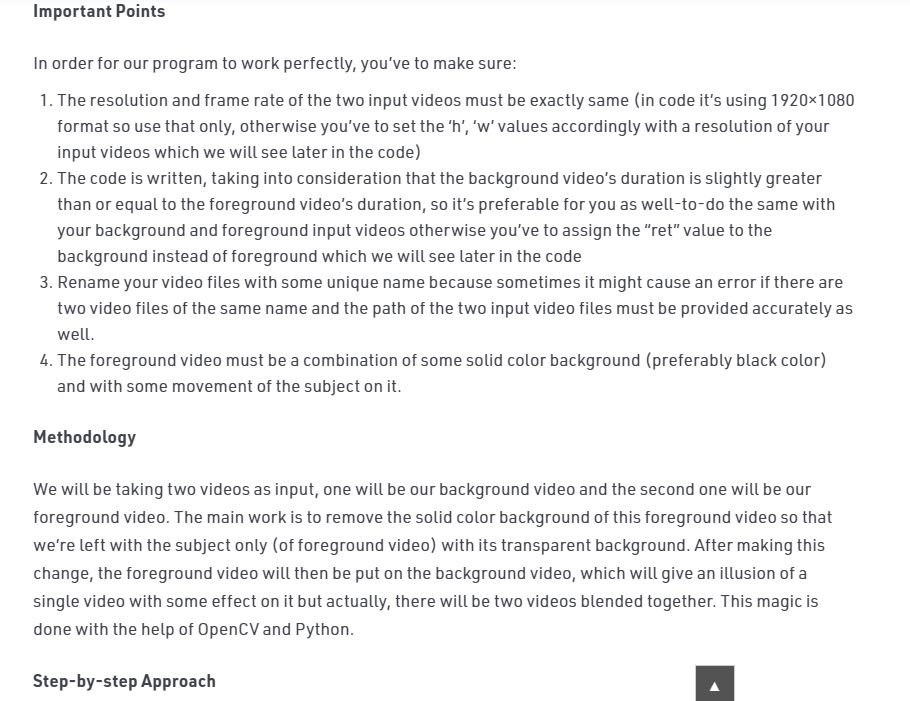 Important Points
In order for our program to work perfectly, you’ve to make sure:
1. The resolution and frame rate of the two input videos must be exactly same (in code it’s using 1920×1080
format so use that only, otherwise you’ve to set the ‘h’, ‘w’ values accordingly with a resolution of your
input videos which we will see later in the code)
2. The code is written, taking into consideration that the background video’s duration is slightly greater
than or equal to the foreground video’s duration, so it’s preferable for you as well-to-do the same with
your background and foreground input videos otherwise you’ve to assign the “ret” value to the
background instead of foreground which we will see later in the code
3. Rename your video files with some unique name because sometimes it might cause an error if there are
two video files of the same name and the path of the two input video files must be provided accurately as
well.
4. The foreground video must be a combination of some solid color background (preferably black color)
and with some movement of the subject on it.
Methodology
We will be taking two videos as input, one will be our background video and the second one will be our
foreground video. The main work is to remove the solid color background of this foreground video so that
we’re left with the subject only (of foreground video) with its transparent background. After making this
change, the foreground video will then be put on the background video, which will give an illusion of a
single video with some effect on it but actually, there will be two videos blended together. This magic is
done with the help of OpenCV and Python.
Step-by-step Approach